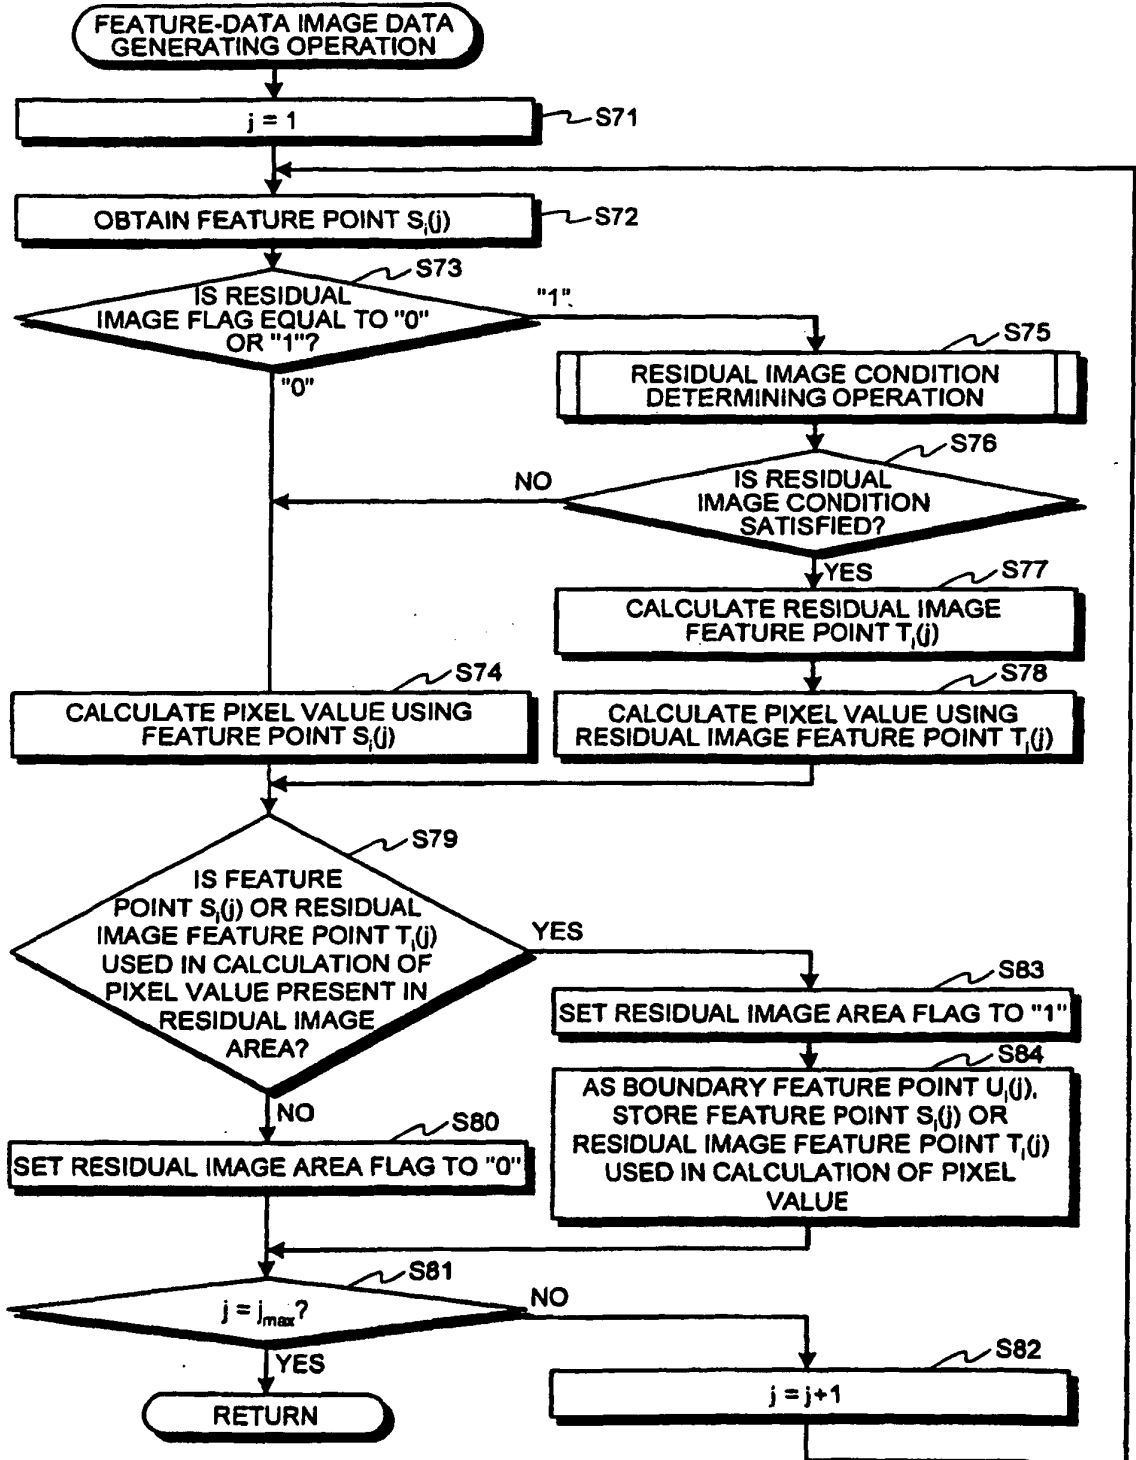 FEATURE-DATA IMAGE DATA
GENERATING OPERATION
j = 1
S71
OBTAIN FEATURE POINT Si(j)
S72
S73
IS RESIDUAL
IMAGE FLAG EQUAL TO "0"
OR "1"?
"1"
"0"
S75
RESIDUAL IMAGE CONDITION
DETERMINING OPERATION
S76
IS RESIDUAL
IMAGE CONDITION
SATISFIED?
NO
YES
S77
CALCULATE RESIDUAL IMAGE
FEATURE POINT Ti(j)
S74
CALCULATE PIXEL VALUE USING
FEATURE POINT Si(j)
S78
CALCULATE PIXEL VALUE USING
RESIDUAL IMAGE FEATURE POINT Ti(j)
S79
IS FEATURE
POINT Si(j) OR RESIDUAL
IMAGE FEATURE POINT Ti(j)
USED IN CALCULATION OF
PIXEL VALUE PRESENT IN
RESIDUAL IMAGE
AREA?
YES
NO
S83
SET RESIDUAL IMAGE AREA FLAG TO "1"
S84
AS BOUNDARY FEATURE POINT Ui(j),
STORE FEATURE POINT Si(j) OR
RESIDUAL IMAGE FEATURE POINT Ti(j)
USED IN CALCULATION OF PIXEL
VALUE
S80
SET RESIDUAL IMAGE AREA FLAG TO "0"
S81
j = jmax?
NO
YES
S82
j = j+1
RETURN